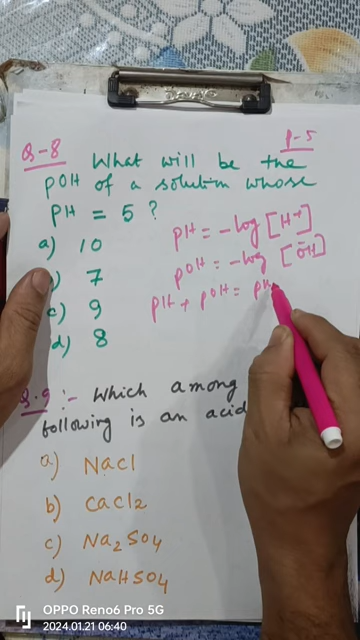 P-5
Q-8 What will be the
pOH of a solution whose
pH = 5 ?
a) 10
) 7
c) 9
d) 8
pH = -log [H+]
pOH = -log [ŌH]
pH + pOH = pK
Q.9 :- Which among
following is an acid
a) NaCl
b) CaCl2
c) Na2SO4
d) NaHSO4
OPPO Reno6 Pro 5G
2024.01.21 06:40